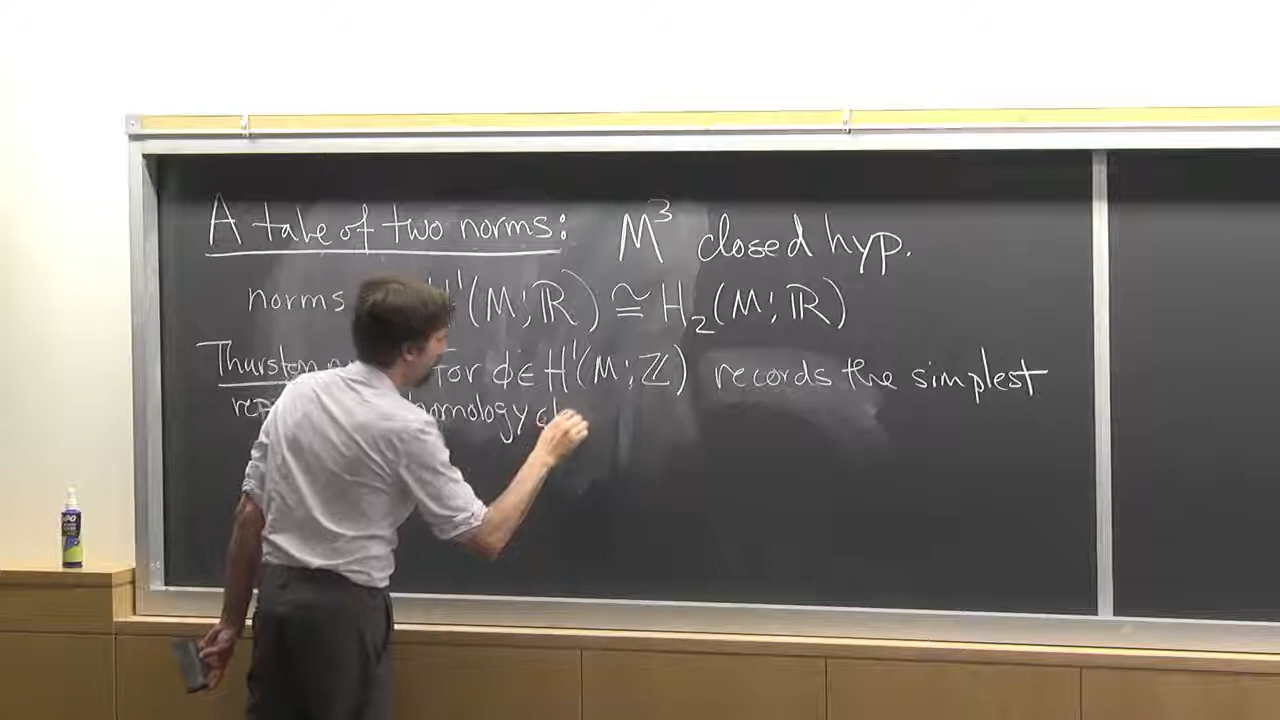 A tale of two norms: M³ closed hyp.
norms H¹(M;ℝ) ≅ H₂(M;ℝ)
Thurston For ϕ∈H¹(M;ℤ) records the simplest
homology